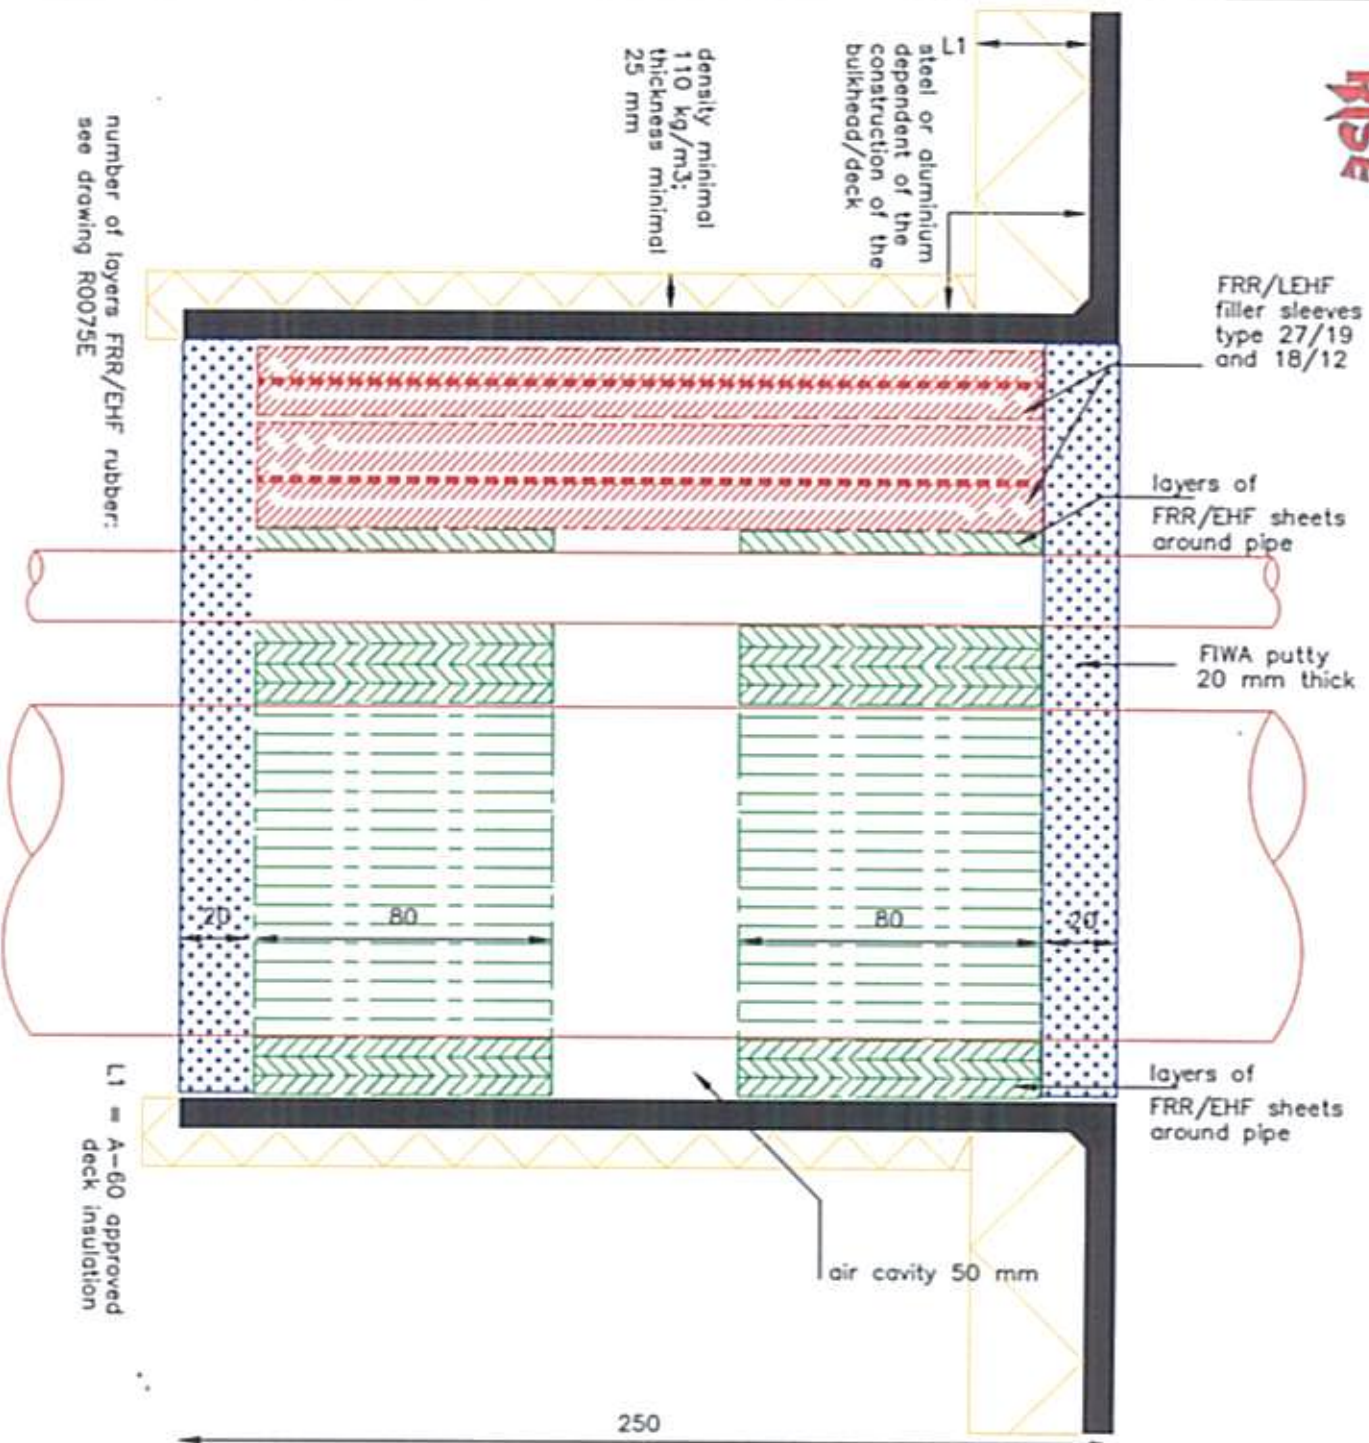 L1
steel or aluminium
dependent of the
construction of the
bulkhead/deck
density minimal
110 kg/m3;
thickness minimal
25 mm
number of layers FRR/EHF rubber:
see drawing R0075E
FRR/LEHF
filler sleeves
type 27/19
and 18/12
layers of
FRR/EHF sheets
around pipe
FIWA putty
20 mm thick
20
80
80
20
layers of
FRR/EHF sheets
around pipe
L1 = A-60 approved
deck insulation
air cavity 50 mm
250